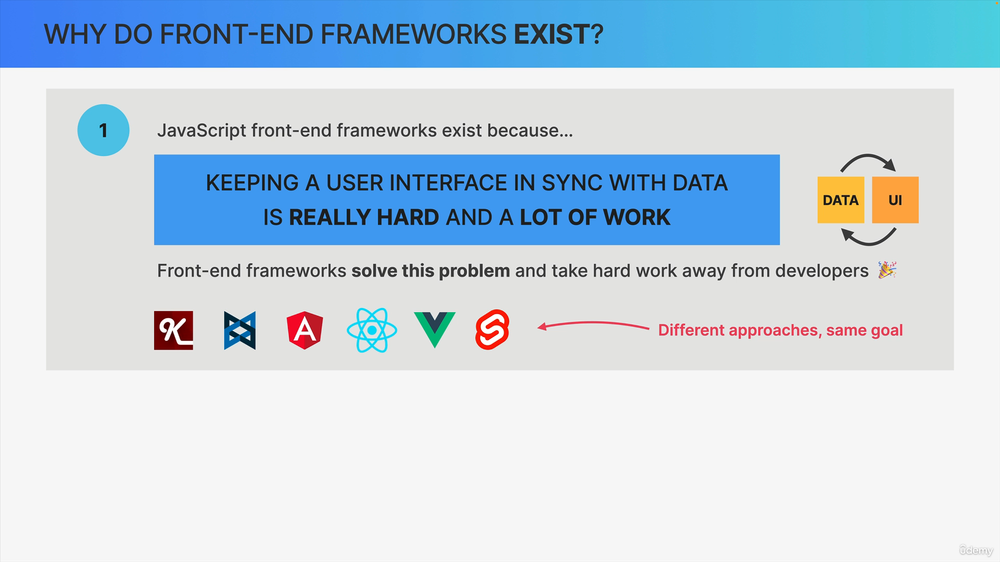 WHY DO FRONT-END FRAMEWORKS EXIST?
1
JavaScript front-end frameworks exist because...
KEEPING A USER INTERFACE IN SYNC WITH DATA
IS REALLY HARD AND A LOT OF WORK
DATA
UI
Front-end frameworks solve this problem and take hard work away from developers 🎉
K
A
Different approaches, same goal
ûdemy